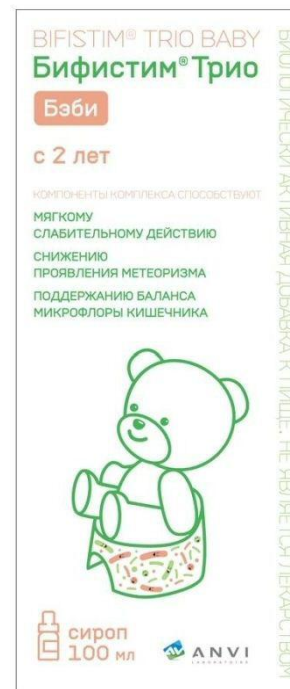 BIFISTIM® TRIO BABY
Бифистим® Трио
Бэби
с 2 лет
КОМПОНЕНТЫ КОМПЛЕКСА СПОСОБСТВУЮТ
МЯГКОМУ
СЛАБИТЕЛЬНОМУ ДЕЙСТВИЮ
СНИЖЕНИЮ
ПРОЯВЛЕНИЯ МЕТЕОРИЗМА
ПОДДЕРЖАНИЮ БАЛАНСА
МИКРОФЛОРЫ КИШЕЧНИКА
сироп
100 мл
ANVI
LABORATOIRE
БИОЛОГИЧЕСКИ АКТИВНАЯ ДОБАВКА К ПИЩЕ. НЕ ЯВЛЯЕТСЯ ЛЕКАРСТВОМ